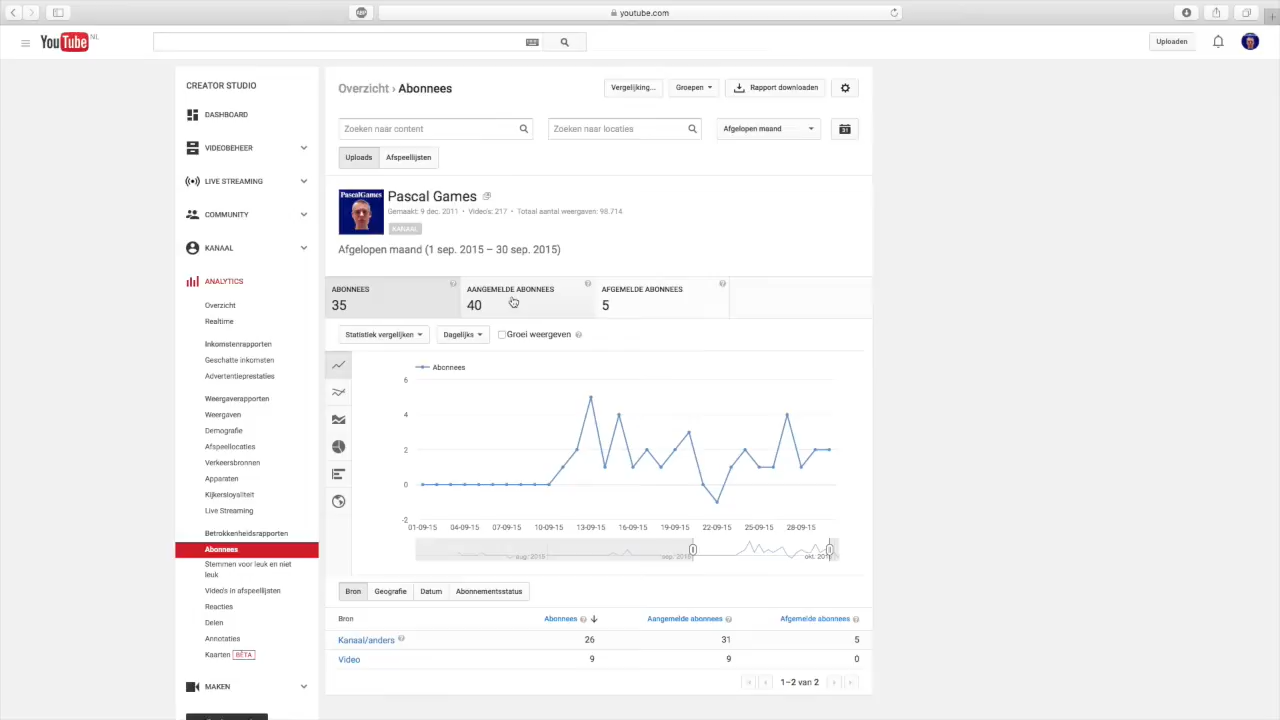 youtube.com
ABP
YouTube NL
Uploaden
CREATOR STUDIO
DASHBOARD
VIDEOBEHEER
LIVE STREAMING
COMMUNITY
KANAAL
ANALYTICS
Overzicht
Realtime
Inkomstenrapporten
Geschatte inkomsten
Advertentieprestaties
Weergaverapporten
Weergaven
Demografie
Afspeellocaties
Verkeersbronnen
Apparaten
Kijkersloyaliteit
Live Streaming
Betrokkenheidsrapporten
Abonnees
Stemmen voor leuk en niet
leuk
Video's in afspeellijsten
Reacties
Delen
Annotaties
Kaarten BÈTA
MAKEN
Overzicht › Abonnees
Vergelijking...
Groepen
Rapport downloaden
Zoeken naar content
Zoeken naar locaties
Afgelopen maand
31
Uploads
Afspeellijsten
PascalGames
Pascal Games
Gemaakt: 9 dec. 2011 • Video's: 217 • Totaal aantal weergaven: 98.714
KANAAL
Afgelopen maand (1 sep. 2015 – 30 sep. 2015)
ABONNEES ?
35
AANGEMELDE ABONNEES ?
40
AFGEMELDE ABONNEES ?
5
Statistiek vergelijken
Dagelijks
Groei weergeven ?
Abonnees
6
4
2
0
-2
01-09-15 04-09-15 07-09-15 10-09-15 13-09-15 16-09-15 19-09-15 22-09-15 25-09-15 28-09-15
aug. 2015
sep. 2015
okt. 2015
Bron Geografie Datum Abonnementsstatus
Bron Abonnees ? Aangemelde abonnees ? Afgemelde abonnees ?
Kanaal/anders ? 26 31 5
Video 9 9 0
1–2 van 2